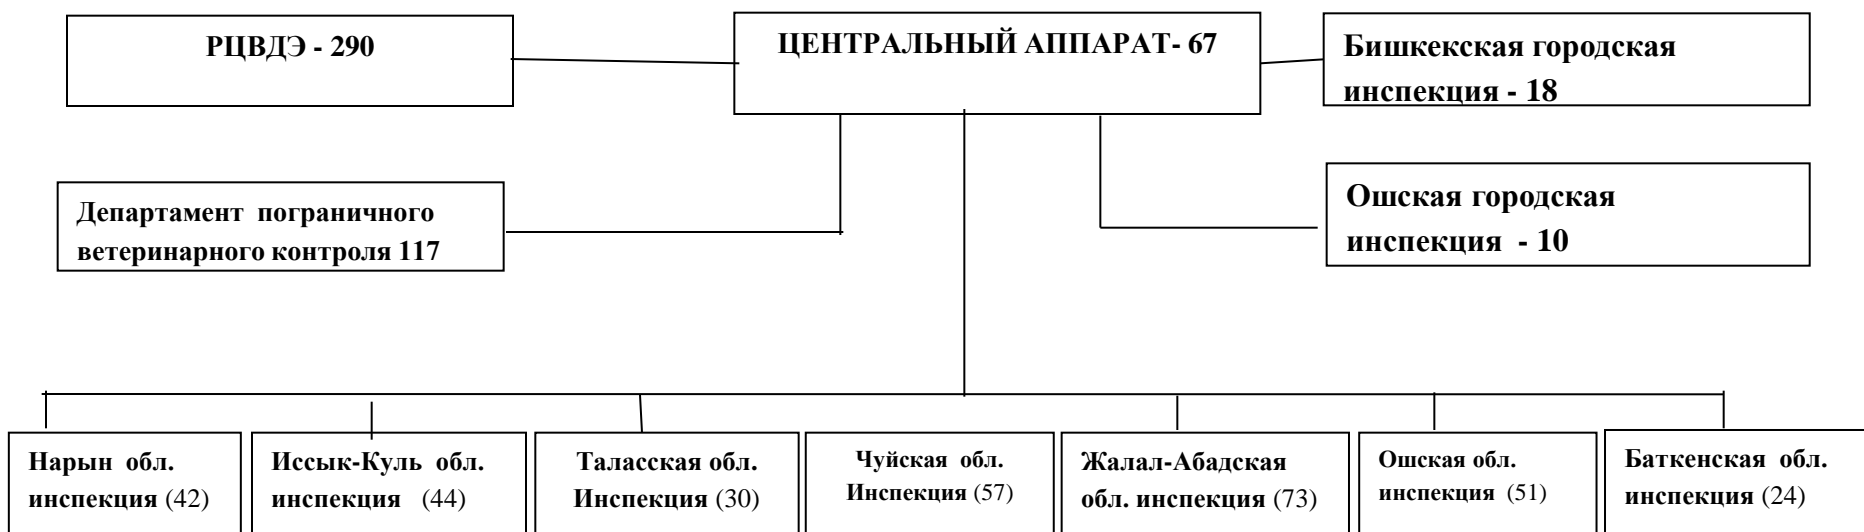 РЦВДЭ - 290
ЦЕНТРАЛЬНЫЙ АППАРАТ- 67
Бишкекская городская
инспекция - 18
Департамент пограничного
ветеринарного контроля 117
Ошская городская
инспекция - 10
Нарын обл.
инспекция (42)
Иссык-Куль обл.
инспекция (44)
Таласская обл.
Инспекция (30)
Чуйская обл.
Инспекция (57)
Жалал-Абадская
обл. инспекция (73)
Ошская обл.
инспекция (51)
Баткенская обл.
инспекция (24)